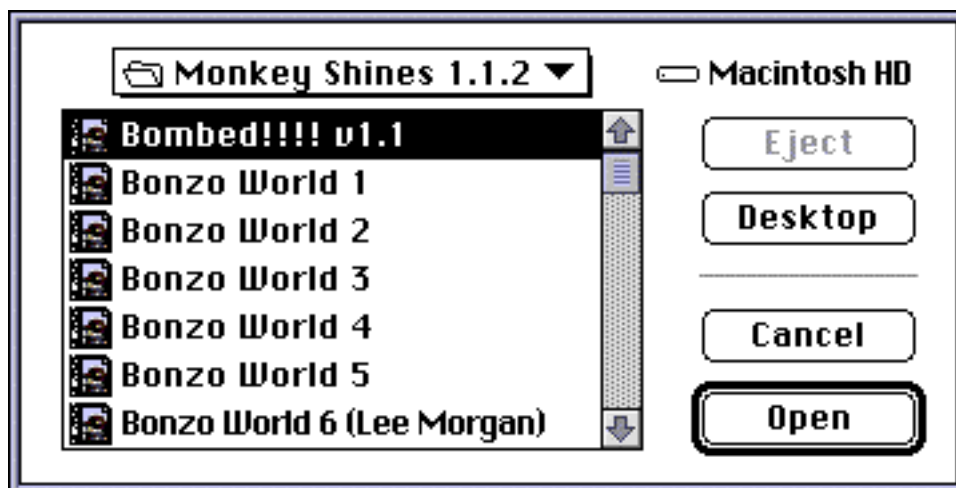 Monkey Shines 1.1.2
Macintosh HD
Bombed!!!! v1.1
Bonzo World 1
Bonzo World 2
Bonzo World 3
Bonzo World 4
Bonzo World 5
Bonzo World 6 (Lee Morgan)
Eject
Desktop
Cancel
Open